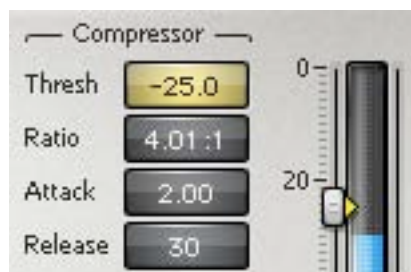 Compressor
Thresh -25.0 0
Ratio 4.01:1
Attack 2.00 20
Release 30